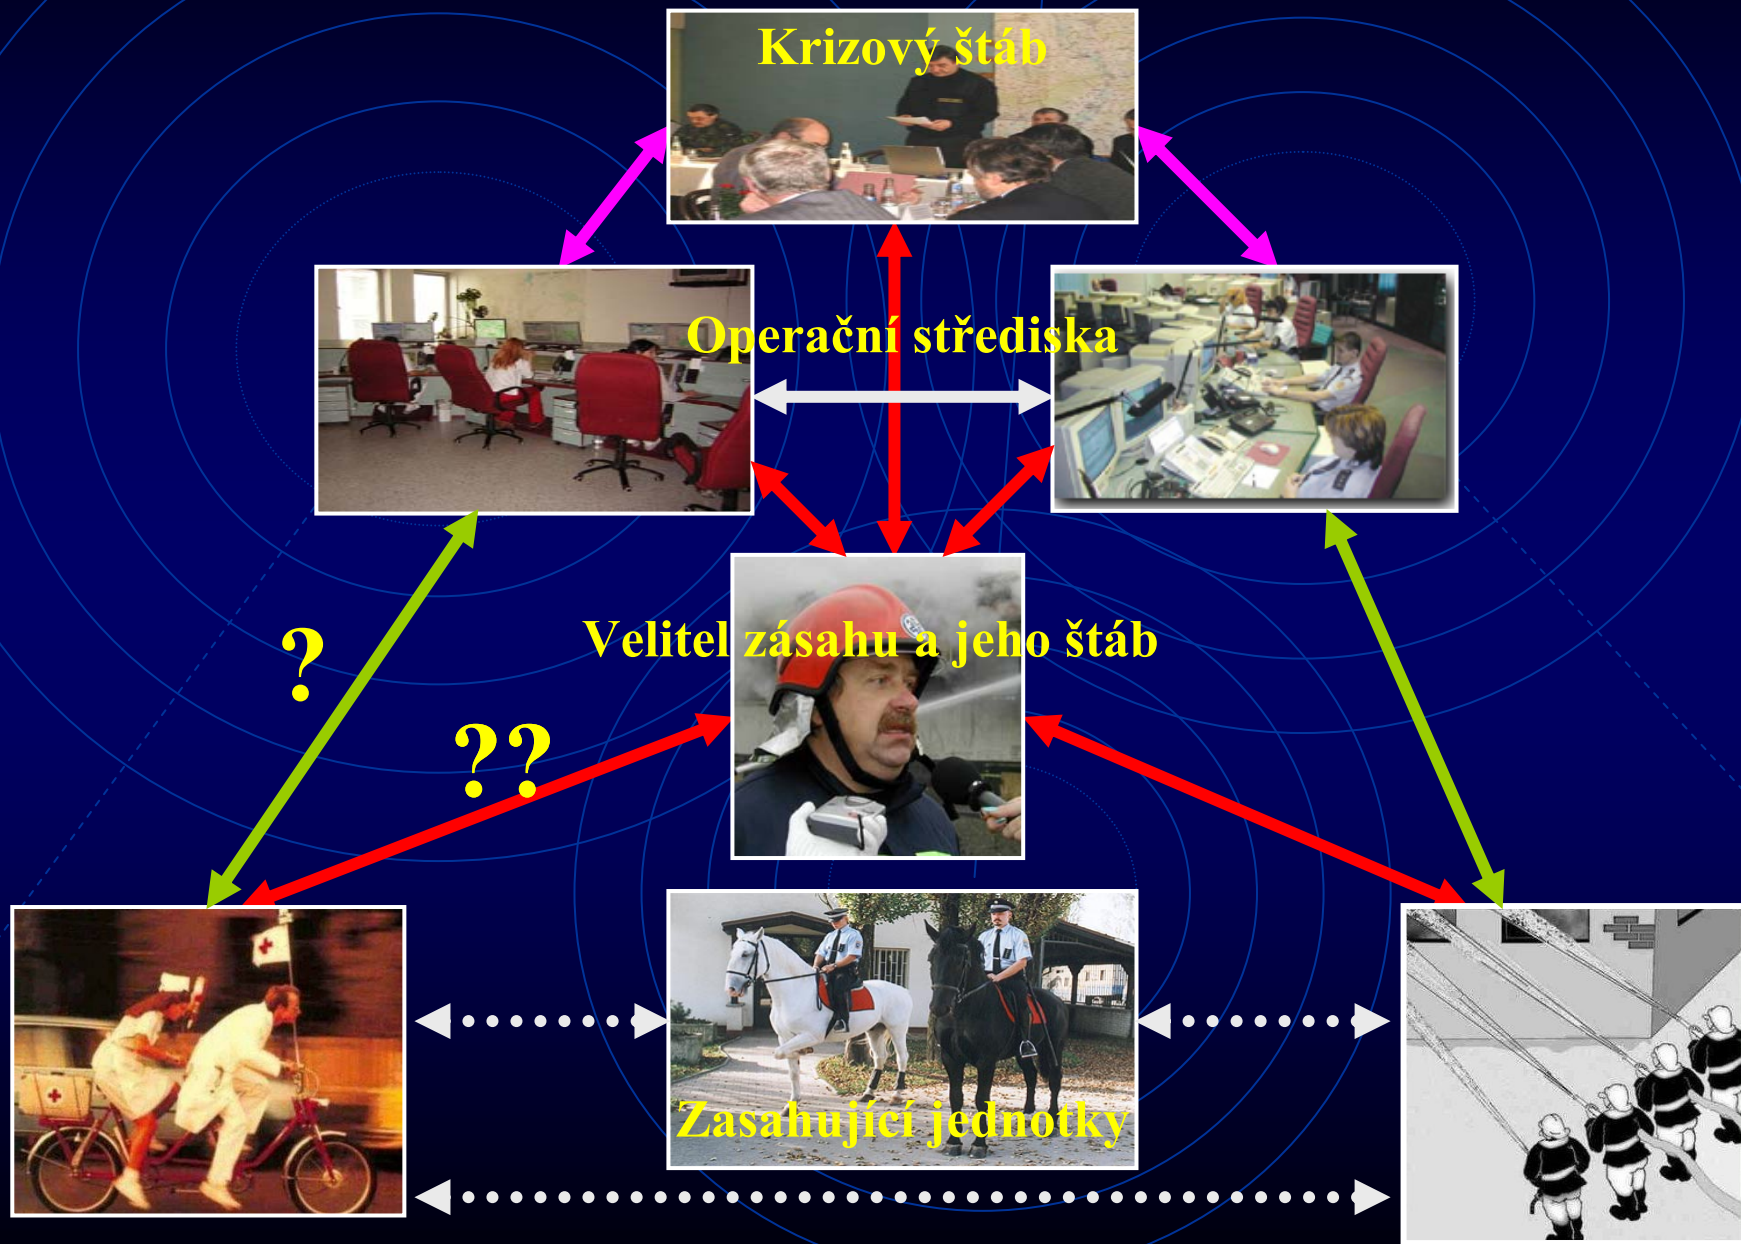 Krizový štáb
Operační střediska
Velitel zásahu a jeho štáb
?
??
Zasahující jednotky